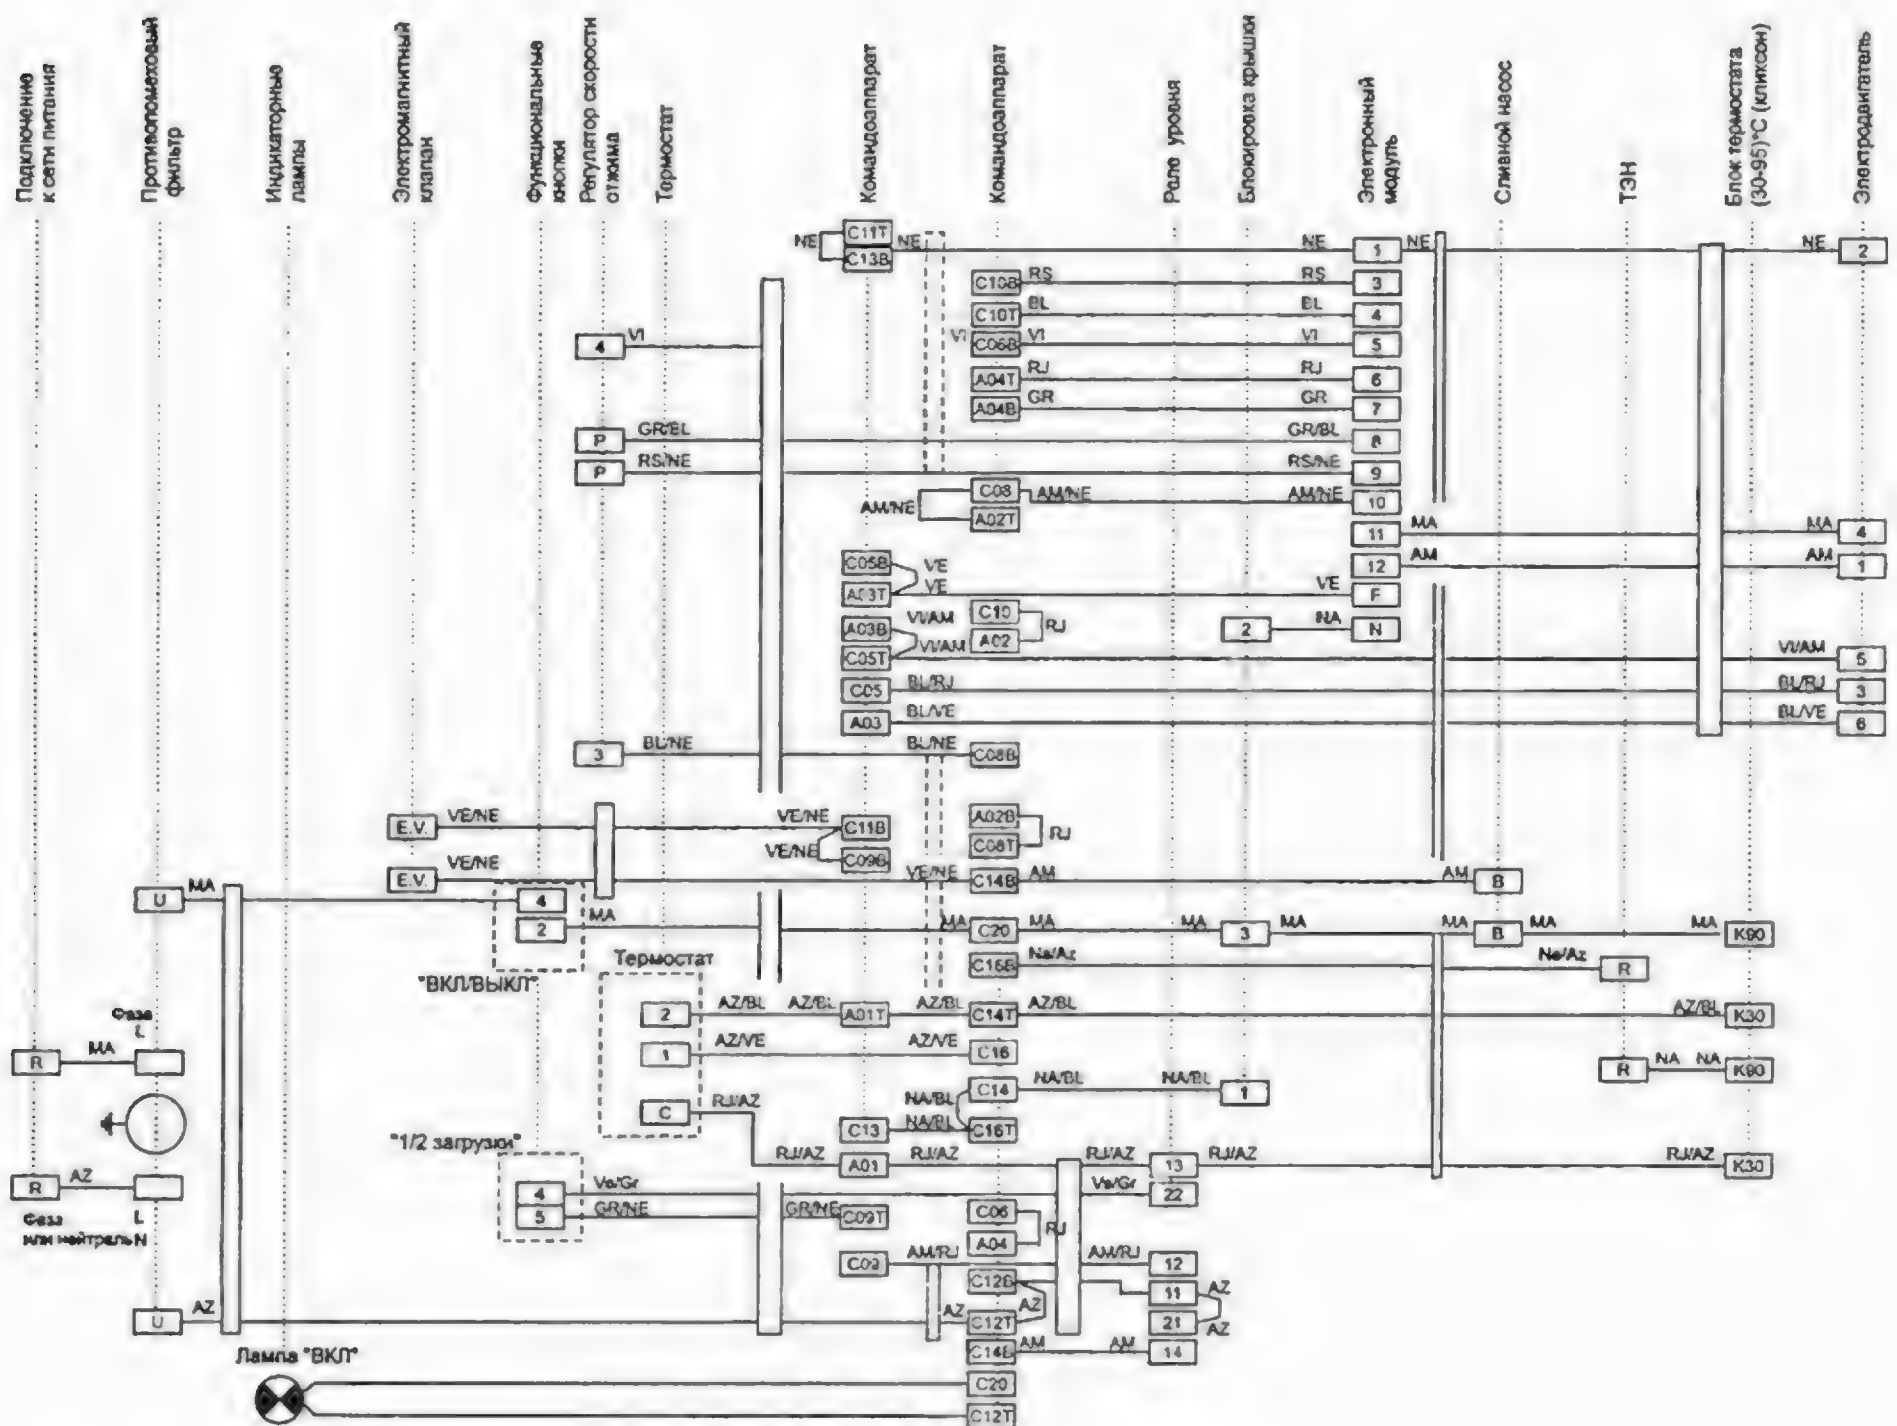 Подключение
к сети питания
Противопомеховый
фильтр
Индикаторные
лампы
Электромагнитный
клапан
Функциональные
кнопки
Регулятор скорости
отжима
Термостат
Командоаппарат
Командоаппарат
Реле уровня
Блокировка крышки
Электронный
модуль
Сливной насос
ТЭН
Блок термостата
(30-95)°C (кликсон)
Электродвигатель
NE C11T NE NE 1 NE NE 2
C13B
C10B RS RS 3
C10T BL BL 4
4 VI VI C06B VI VI 5
A04T RJ RJ 6
A04B GR GR 7
P GR/BL GR/BL 8
P RS/NE RS/NE 9
C08 AM/NE AM/NE 10
AM/NE A02T
11 MA MA 4
C05B VE 12 AM AM 1
A03T VE VE F
C10
A03B VI/AM RJ 2 NA N
A02
C05T VI/AM VI/AM 5
C05 BL/RJ BL/RJ 3
A03 BL/VE BL/VE 6
3 BL/NE BL/NE C08B
E.V. VE/NE VE/NE C11B A02B
RJ
VE/NE C09B C08T
E.V. VE/NE VE/NE C14B AM AM B
U MA 4
2 MA MA C20 MA MA 3 MA MA B MA MA K90
"ВКЛ/ВЫКЛ"
Термостат
C16B Na/Az Na/Az R
2 AZ/BL AZ/BL A01T AZ/BL C14T AZ/BL AZ/BL K30
Фаза
L
R MA
1 AZ/VE AZ/VE C16
R NA NA K90
C14 NA/BL NA/BL 1
NA/BL
C RJ/AZ
C13 NA/BL C16T
"1/2 загрузки"
RJ/AZ A01 RJ/AZ RJ/AZ 13 RJ/AZ RJ/AZ K30
R AZ
Фаза L
или нейтраль N
4 Ve/Gr Ve/Gr 22
5 GR/NE GR/NE C09T C06
RJ
A04
C09 AM/RJ AM/RJ 12
C12B 11 AZ
AZ
U AZ AZ C12T 21 AZ
C14B AM AM 14
Лампа "ВКЛ"
C20
C12T